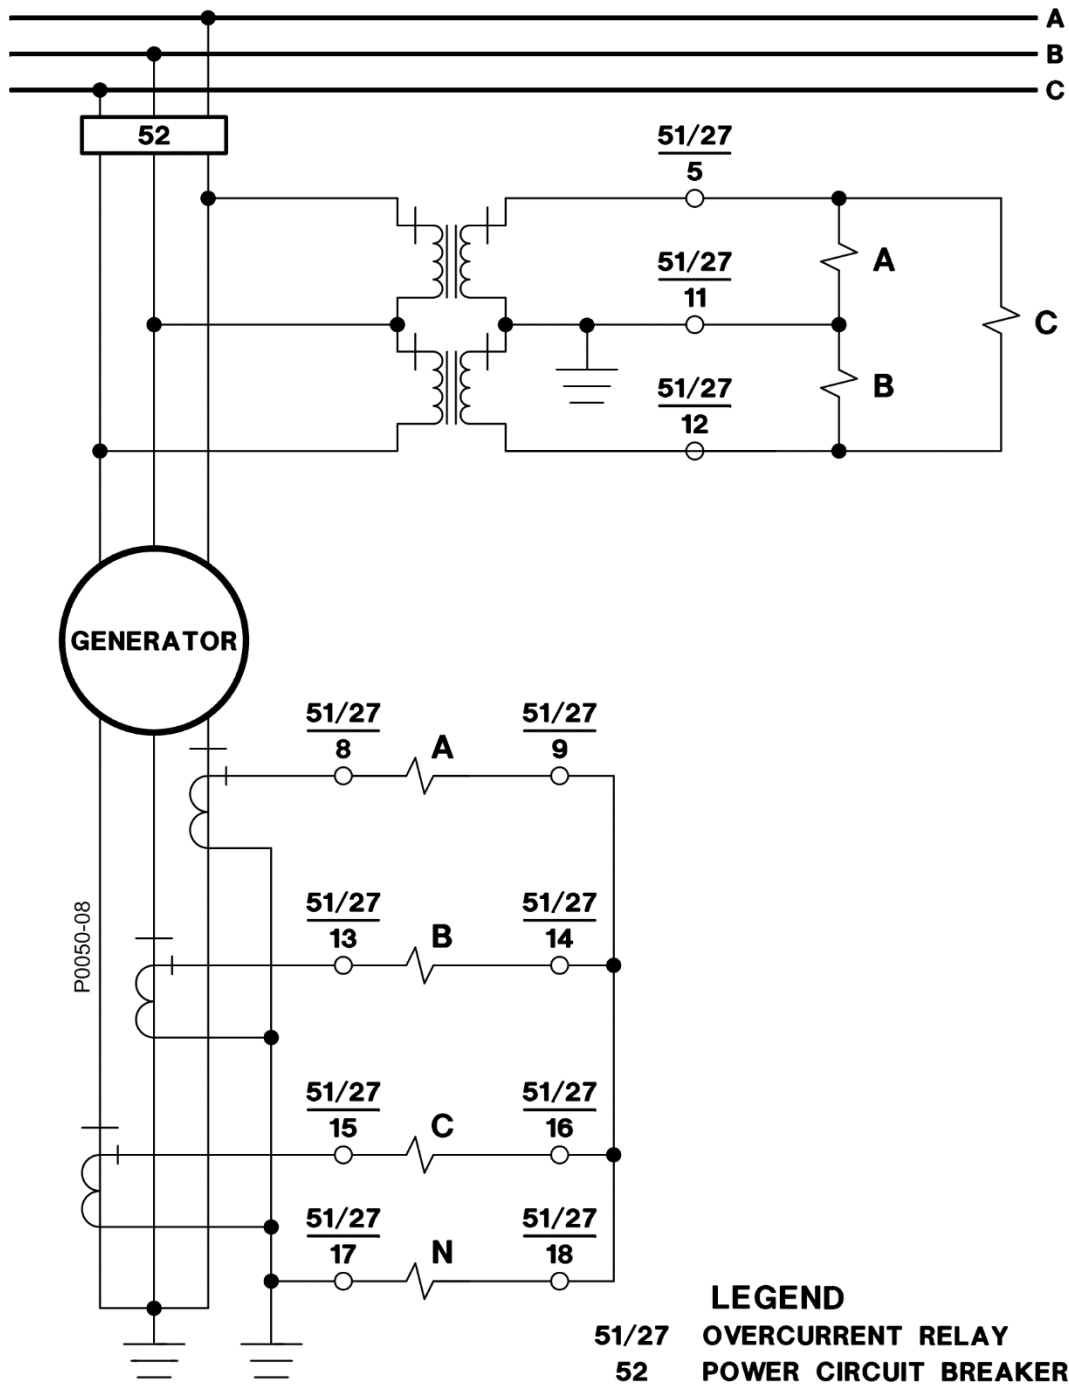 A
B
C
52
51/27
5
51/27
11
51/27
12
A
B
C
GENERATOR
51/27
8
A
51/27
9
51/27
13
B
51/27
14
51/27
15
C
51/27
16
51/27
17
N
51/27
18
P0050-08
LEGEND
51/27 OVERCURRENT RELAY
52 POWER CIRCUIT BREAKER